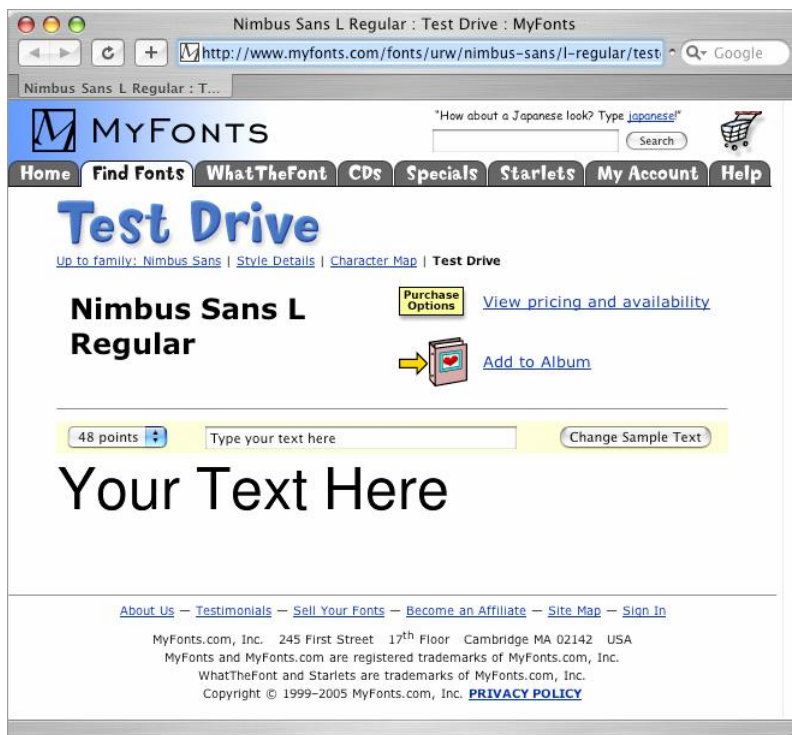 Nimbus Sans L Regular : Test Drive : MyFonts
http://www.myfonts.com/fonts/urw/nimbus-sans/l-regular/test
Google
Nimbus Sans L Regular : T...
MYFONTS
"How about a Japanese look? Type japanese!"
Search
Home Find Fonts WhatTheFont CDs Specials Starlets My Account Help
Test Drive
Up to family: Nimbus Sans | Style Details | Character Map | Test Drive
Nimbus Sans L
Regular
Purchase
Options
View pricing and availability
Add to Album
48 points Type your text here Change Sample Text
Your Text Here
About Us — Testimonials — Sell Your Fonts — Become an Affiliate — Site Map — Sign In
MyFonts.com, Inc. 245 First Street 17th Floor Cambridge MA 02142 USA
MyFonts and MyFonts.com are registered trademarks of MyFonts.com, Inc.
WhatTheFont and Starlets are trademarks of MyFonts.com, Inc.
Copyright © 1999–2005 MyFonts.com, Inc. PRIVACY POLICY